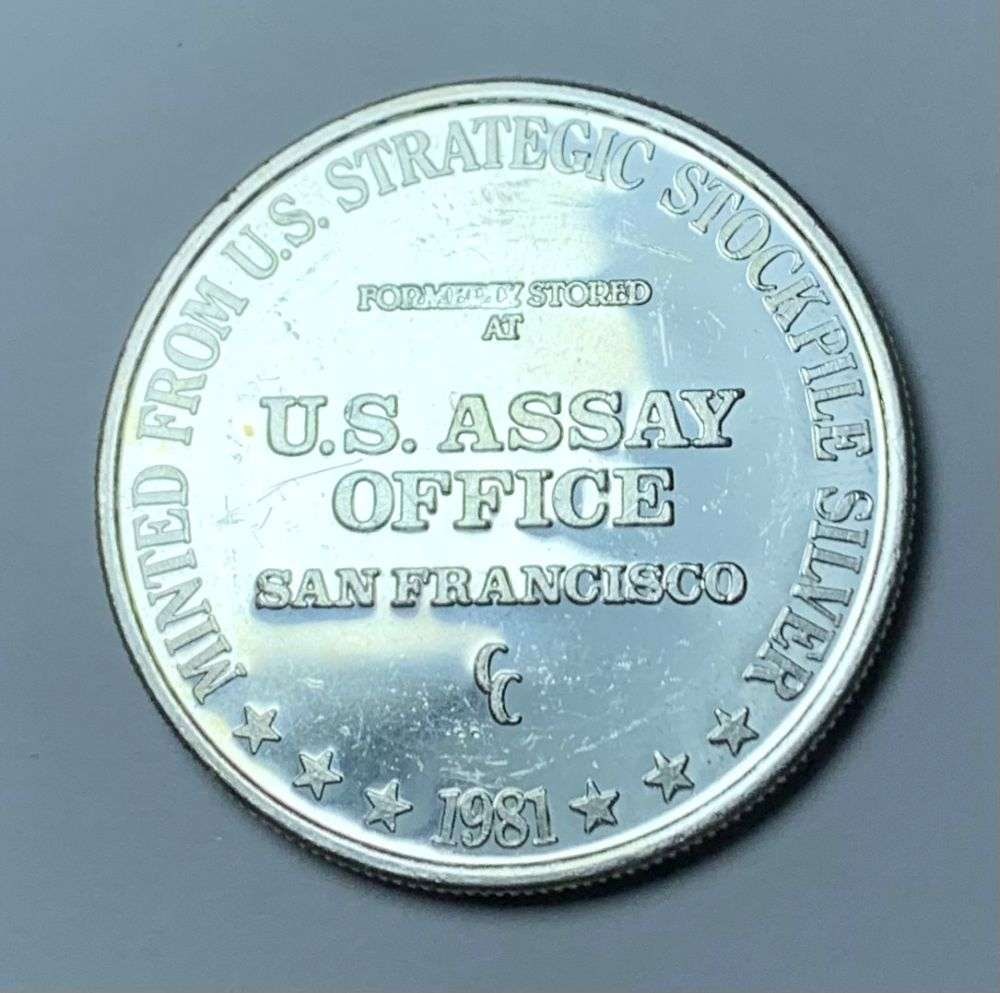 MINTED FROM U.S. STRATEGIC STOCKPILE SILVER
FORMERLY STORED
AT
U.S. ASSAY
OFFICE
SAN FRANCISCO
CC
1981